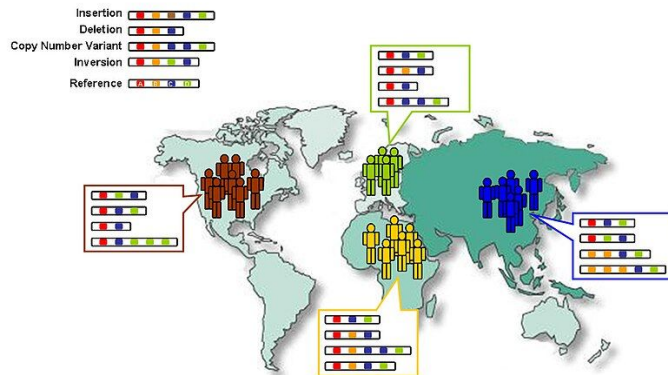 Insertion
Deletion
Copy Number Variant
Inversion
Reference
A
C
D